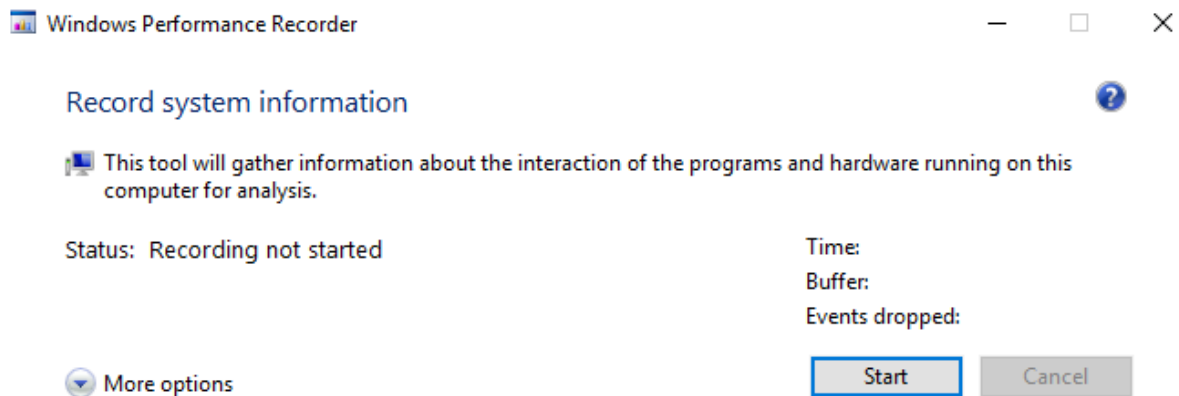 Windows Performance Recorder
Record system information
This tool will gather information about the interaction of the programs and hardware running on this
computer for analysis.
Status: Recording not started
Time:
Buffer:
Events dropped:
More options
Start
Cancel